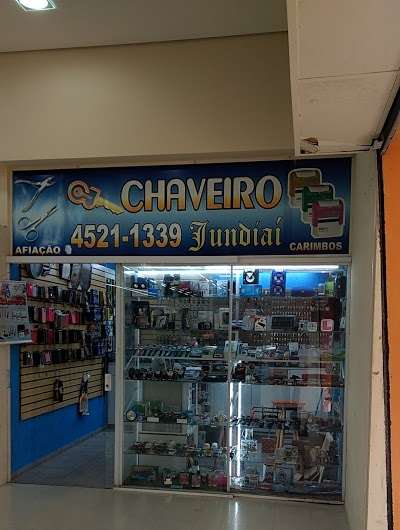 CHAVEIRO
4521-1339 Jundiaí
AFIAÇÃO
CARIMBOS